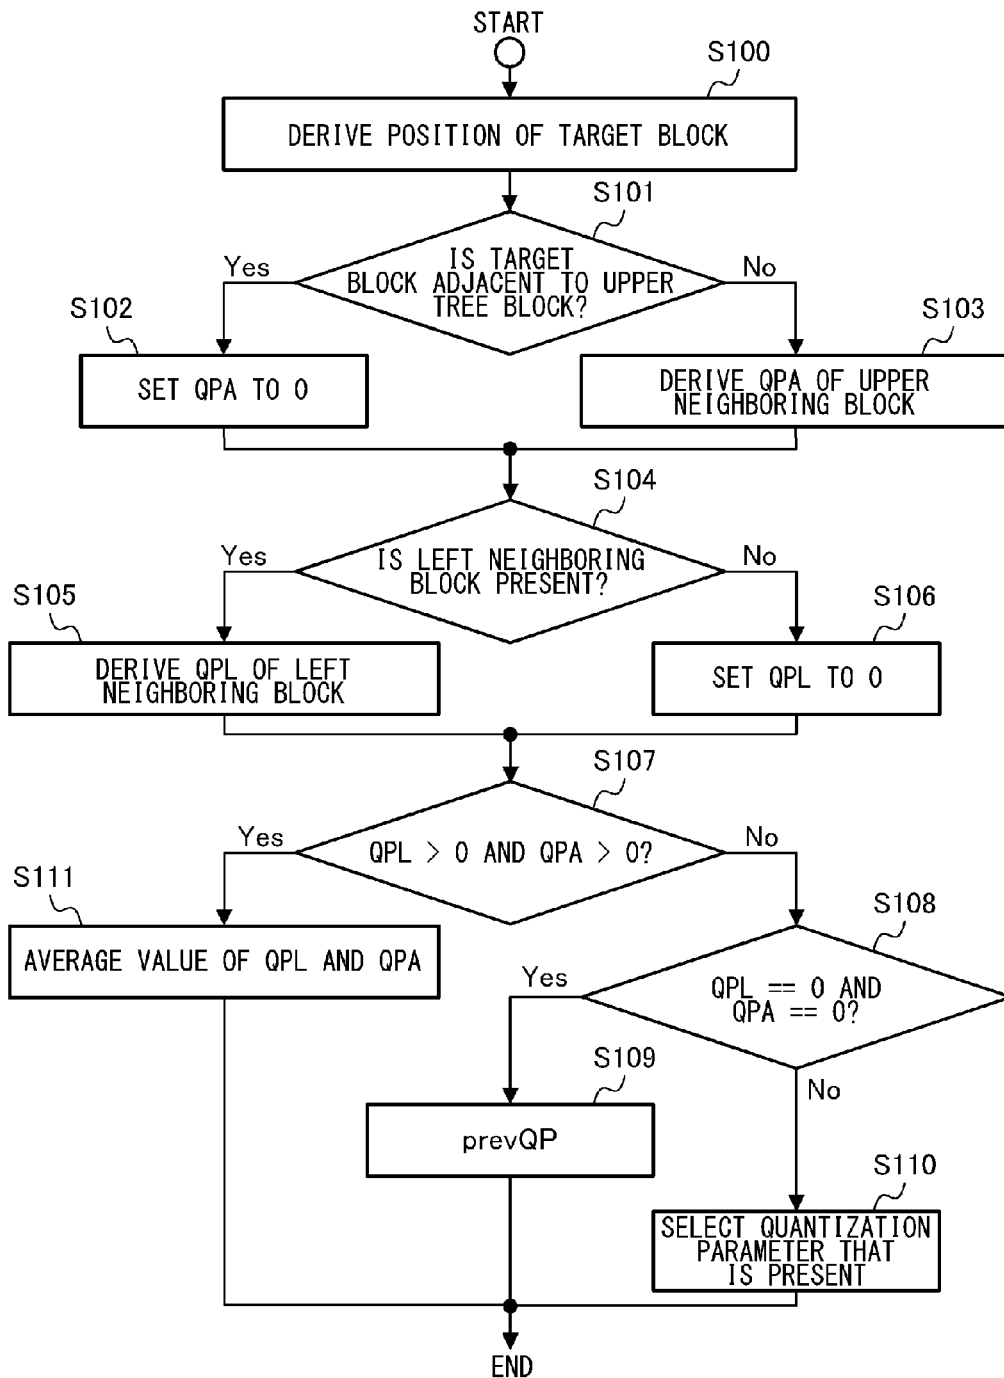 START
S100
DERIVE POSITION OF TARGET BLOCK
S101
IS TARGET
BLOCK ADJACENT TO UPPER
TREE BLOCK?
Yes
No
S102
SET QPA TO 0
S103
DERIVE QPA OF UPPER
NEIGHBORING BLOCK
S104
IS LEFT NEIGHBORING
BLOCK PRESENT?
Yes
No
S105
DERIVE QPL OF LEFT
NEIGHBORING BLOCK
S106
SET QPL TO 0
S107
QPL > 0 AND QPA > 0?
Yes
No
S111
AVERAGE VALUE OF QPL AND QPA
S108
QPL == 0 AND
QPA == 0?
Yes
No
S109
prevQP
S110
SELECT QUANTIZATION
PARAMETER THAT
IS PRESENT
END